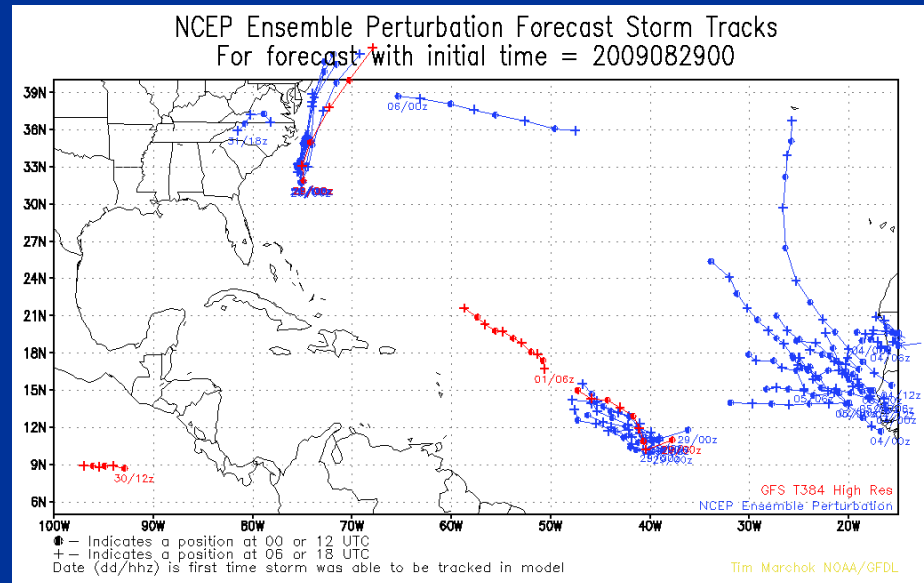 NCEP Ensemble Perturbation Forecast Storm Tracks
For forecast with initial time = 2009082900
39N
36N
33N
30N
27N
24N
21N
18N
15N
12N
9N
6N
06/00z
31/18z
01/06z
29/00z
30/12z
05/06z
04/06z
04/00z
GFS T384 High Res
NCEP Ensemble Perturbation
100W 90W 80W 70W 60W 50W 40W 30W 20W
– Indicates a position at 00 or 12 UTC
+ – Indicates a position at 06 or 18 UTC
Date (dd/hhz) is first time storm was able to be tracked in model
Tim Marchok NOAA/GFDL